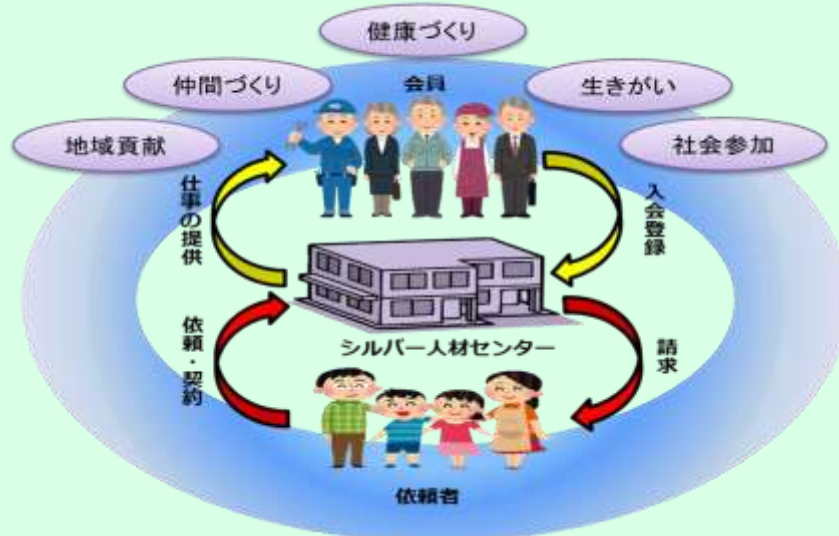 健康づくり
仲間づくり
会員
生きがい
地域貢献
社会参加
仕事の提供
入会登録
シルバー人材センター
依頼・契約
請求
依頼者